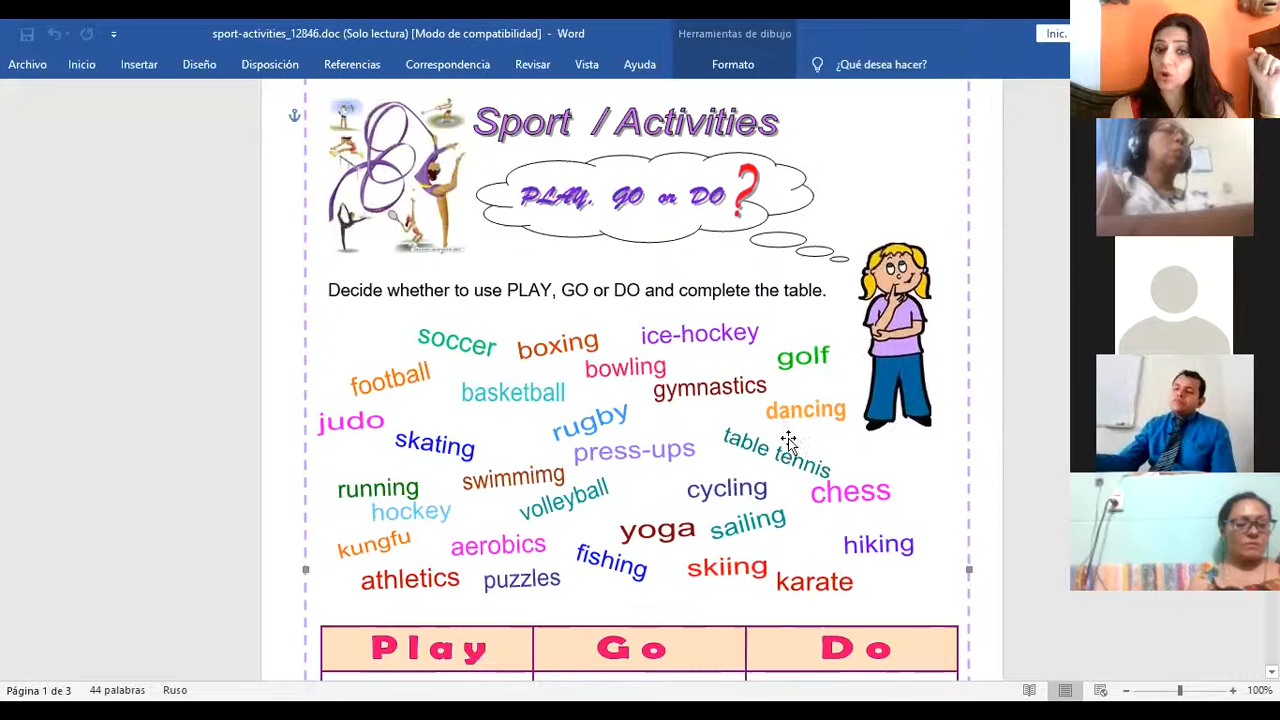 sport-activities_12846.doc (Solo lectura) [Modo de compatibilidad] - Word
Herramientas de dibujo
Inic.
Archivo Inicio Insertar Diseño Disposición Referencias Correspondencia Revisar Vista Ayuda Formato ¿Qué desea hacer?
Sport / Activities
PLAY, GO or DO ?
Decide whether to use PLAY, GO or DO and complete the table.
soccer boxing ice-hockey
football basketball bowling gymnastics golf
judo skating rugby press-ups dancing
table tennis
running swimmimg volleyball cycling chess
hockey
kungfu aerobics fishing yoga sailing hiking
athletics puzzles skiing karate
Play Go Do
Página 1 de 3 44 palabras Ruso 100%